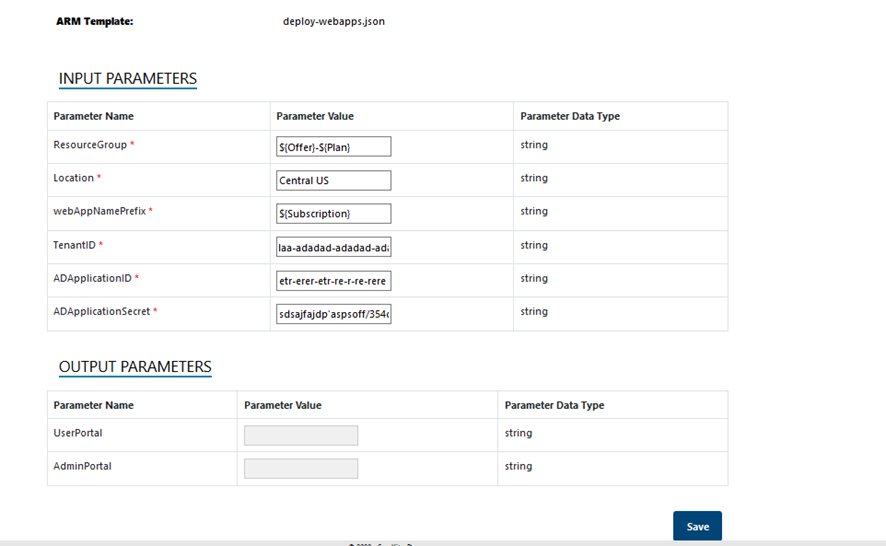 ARM Template: deploy-webapps.json
INPUT PARAMETERS
Parameter Name Parameter Value Parameter Data Type
ResourceGroup * ${Offer}-${Plan} string
Location * Central US string
webAppNamePrefix * ${Subscription} string
TenantID * laa-adadad-adadad-ada string
ADApplicationID * etr-erer-etr-re-r-re-rere string
ADApplicationSecret * sdsajfajdp'aspsoff/354 string
OUTPUT PARAMETERS
Parameter Name Parameter Value Parameter Data Type
UserPortal string
AdminPortal string
Save